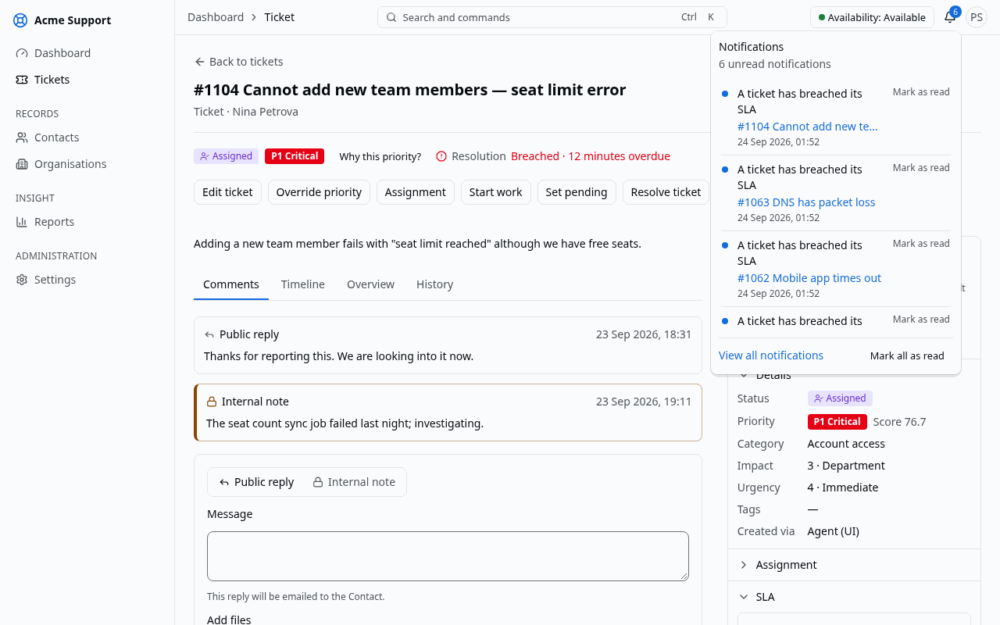 Acme Support
Dashboard
Tickets
RECORDS
Contacts
Organisations
INSIGHT
Reports
ADMINISTRATION
Settings
Dashboard > Ticket
Search and commands Ctrl K
Availability: Available
6
PS
Back to tickets
#1104 Cannot add new team members — seat limit error
Ticket · Nina Petrova
Assigned P1 Critical Why this priority? Resolution Breached · 12 minutes overdue
Edit ticket Override priority Assignment Start work Set pending Resolve ticket
Adding a new team member fails with "seat limit reached" although we have free seats.
Comments Timeline Overview History
Public reply 23 Sep 2026, 18:31
Thanks for reporting this. We are looking into it now.
Internal note 23 Sep 2026, 19:11
The seat count sync job failed last night; investigating.
Public reply Internal note
Message
This reply will be emailed to the Contact.
Add files
Notifications
6 unread notifications
A ticket has breached its Mark as read
SLA
#1104 Cannot add new te...
24 Sep 2026, 01:52
A ticket has breached its Mark as read
SLA
#1063 DNS has packet loss
24 Sep 2026, 01:52
A ticket has breached its Mark as read
SLA
#1062 Mobile app times out
24 Sep 2026, 01:52
A ticket has breached its Mark as read
View all notifications Mark all as read
Details
Status Assigned
Priority P1 Critical Score 76.7
Category Account access
Impact 3 · Department
Urgency 4 · Immediate
Tags —
Created via Agent (UI)
Assignment
SLA